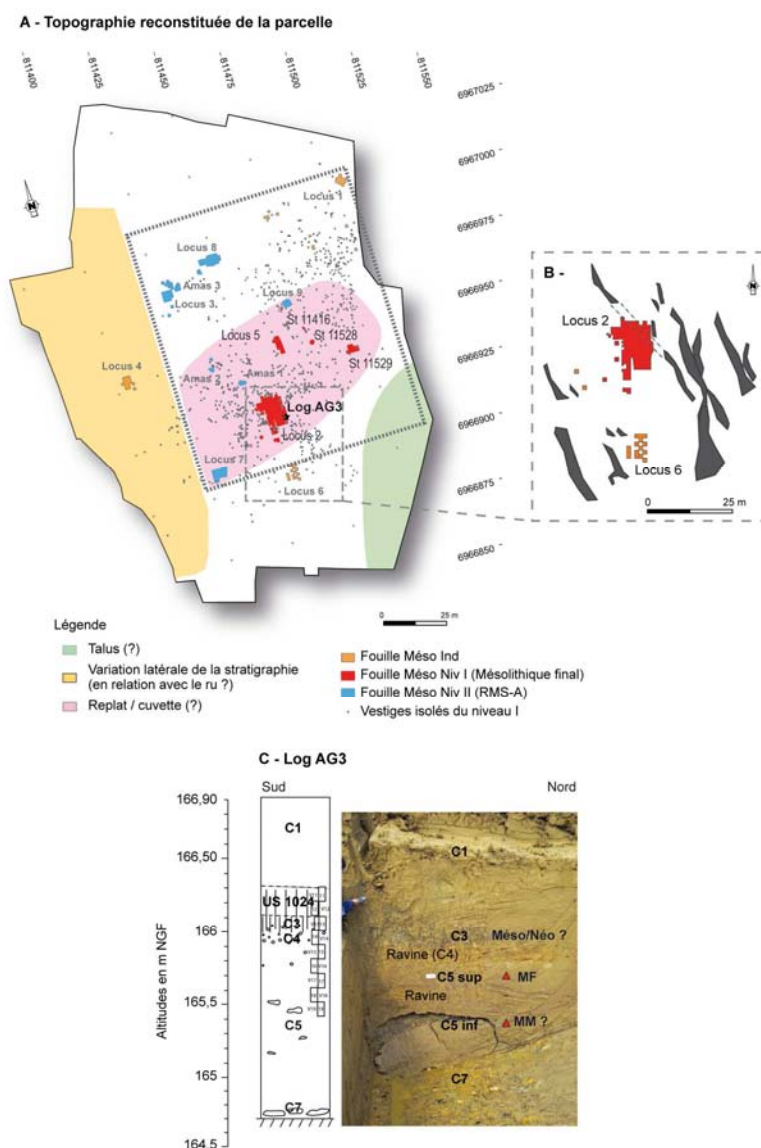 A - Topographie reconstituée de la parcelle
811400
811425
811450
811475
811500
811525
811550
6967025
6967000
6966975
6966950
6966925
6966900
6966875
6966850
N
Locus 1
Locus 8
Amas 3
Locus 3
Locus 9
St 11416
Locus 5
St 11528
St 11529
Locus 4
Amas 2
Amas 1
Log AG3
Locus 2
Locus 7
Locus 6
0 25 m
B -
N
Locus 2
Locus 6
0 25 m
Légende
Talus (?)
Variation latérale de la stratigraphie
(en relation avec le ru ?)
Replat / cuvette (?)
Fouille Méso Ind
Fouille Méso Niv I (Mésolithique final)
Fouille Méso Niv II (RMS-A)
Vestiges isolés du niveau I
C - Log AG3
Sud
Nord
Altitudes en m NGF
166,90
166,50
166
165,5
165
164,5
C1
US 1024
C3
C4
C5
C7
C1
C3
Méso/Néo ?
Ravine (C4)
C5 sup
MF
Ravine
C5 inf
MM ?
C7